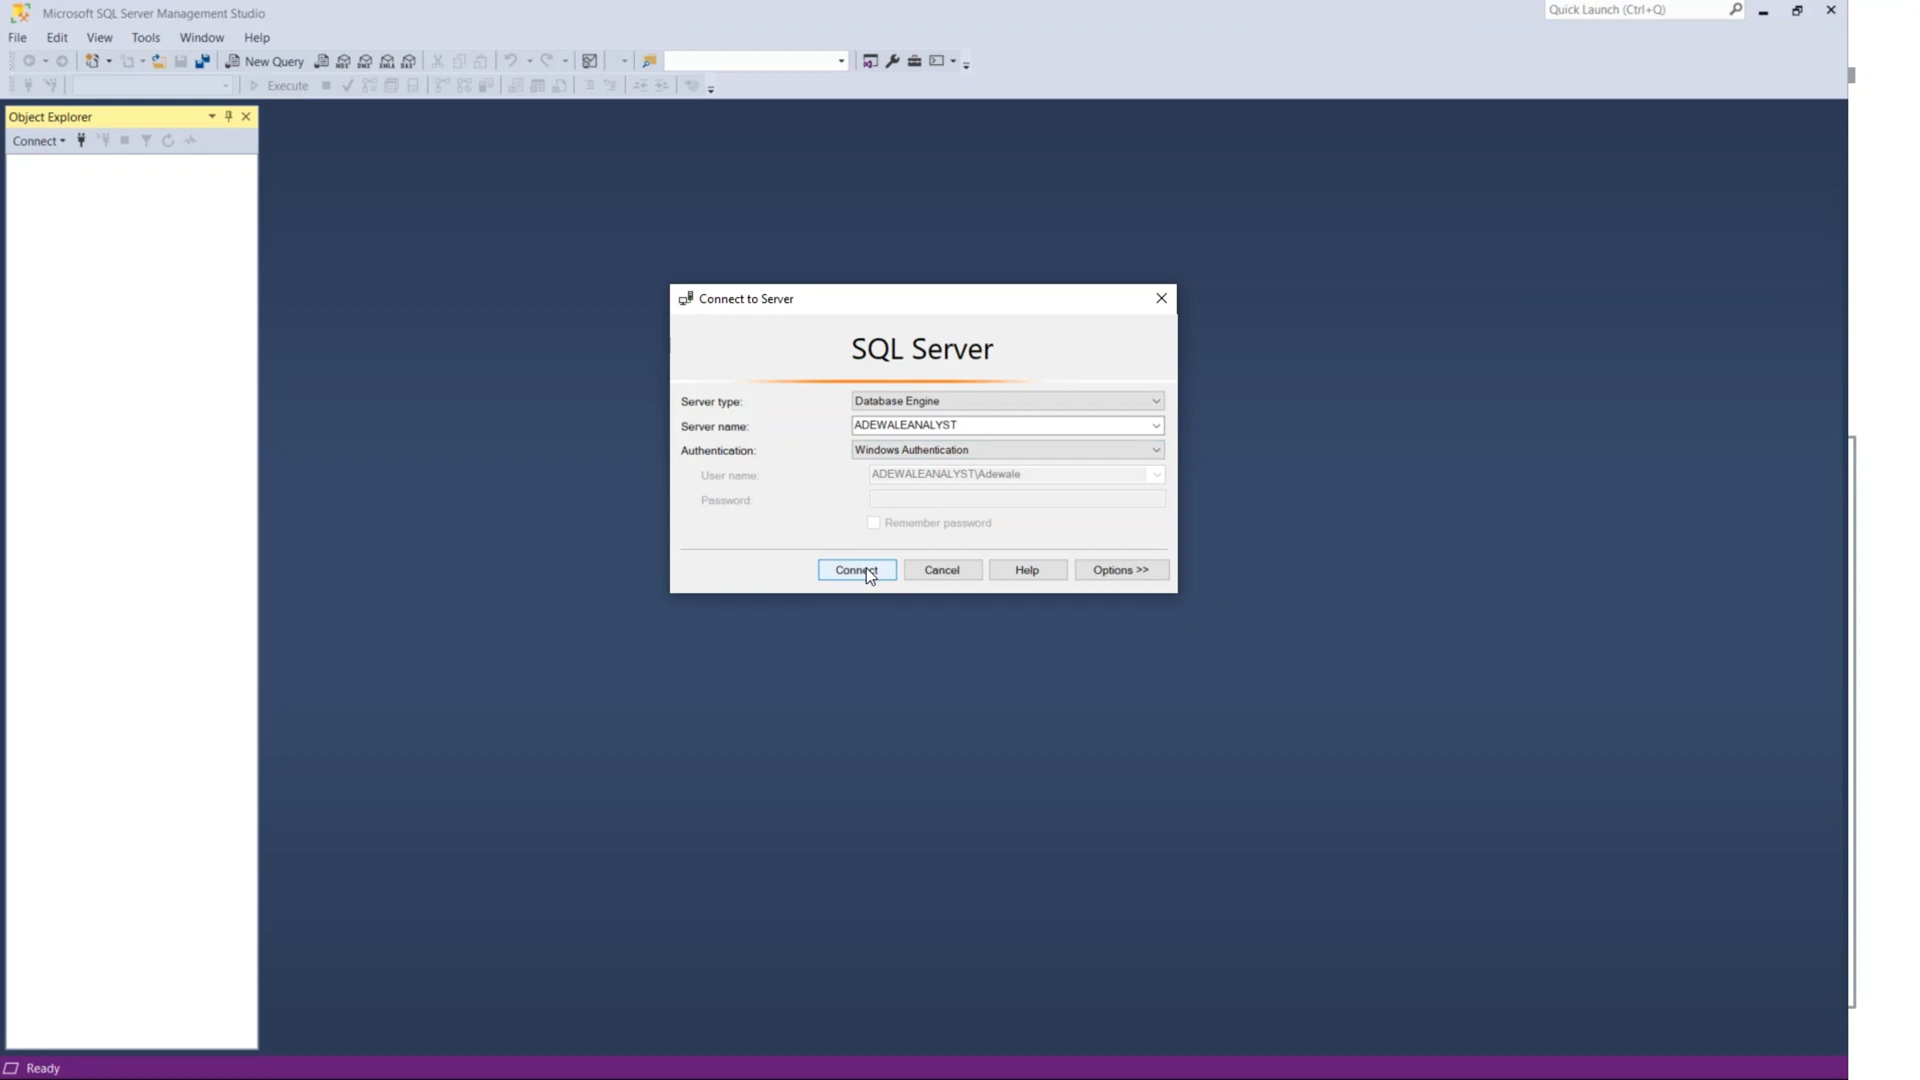 Microsoft SQL Server Management Studio
Quick Launch (Ctrl+Q)
File Edit View Tools Window Help
New Query
Execute
Object Explorer
Connect
Connect to Server
SQL Server
Server type: Database Engine
Server name: ADEWALEANALYST
Authentication: Windows Authentication
User name: ADEWALEANALYST\Adewale
Password:
Remember password
Connect Cancel Help Options >>
Ready